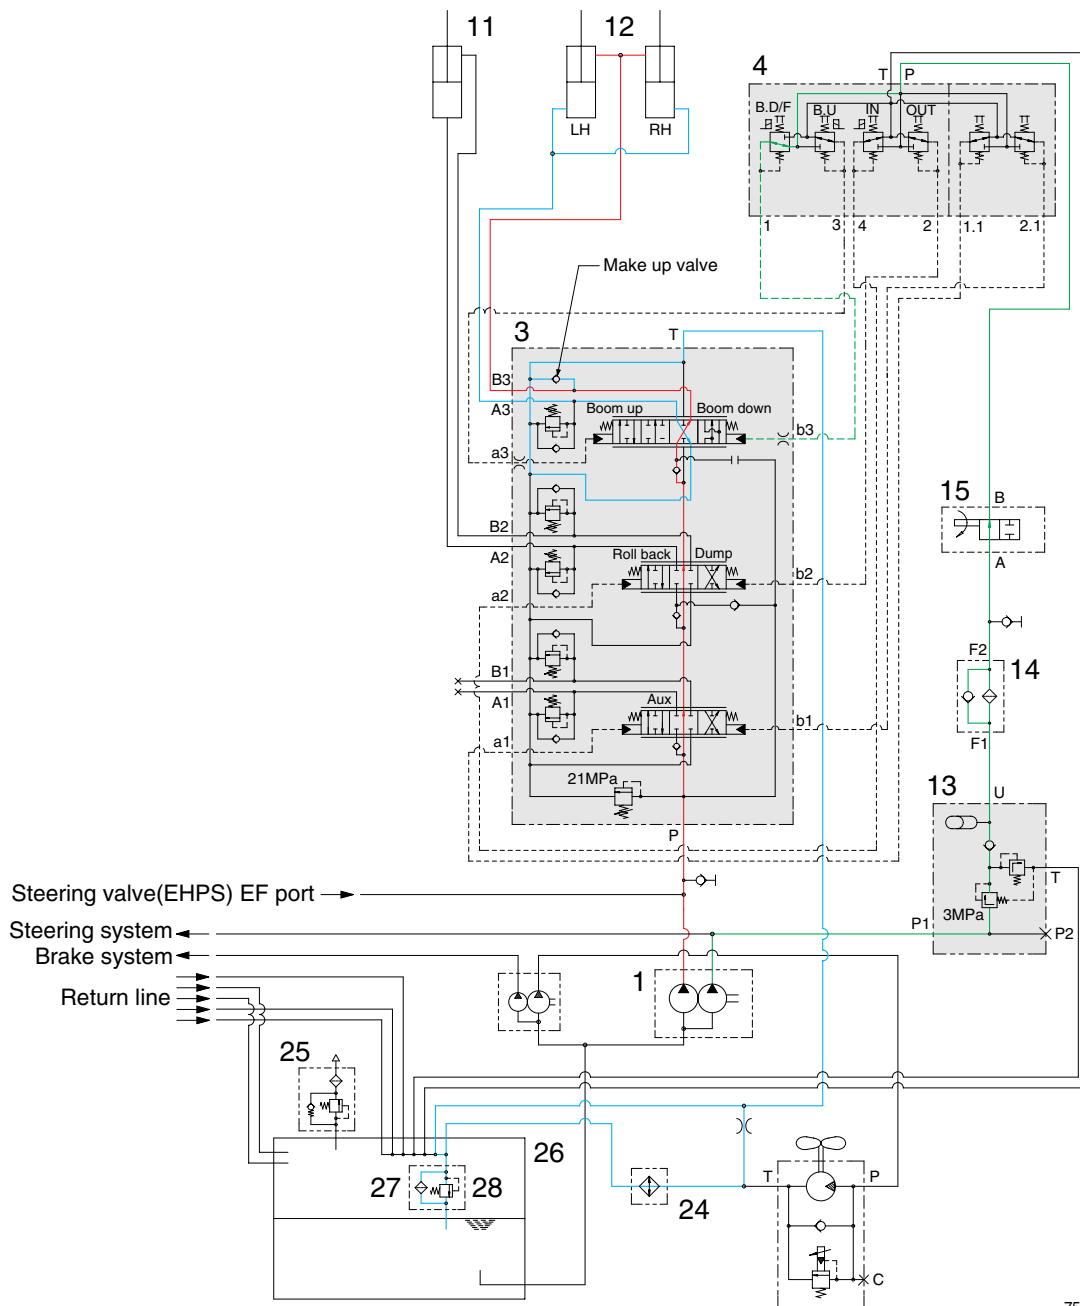 11
12
LH
RH
4
T P
B.D/F
B.U
IN
OUT
1
3
4
2
1.1
2.1
Make up valve
3
T
B3
A3
Boom up
Boom down
b3
a3
B2
A2
Roll back
Dump
b2
a2
B1
A1
Aux
b1
a1
21MPa
P
15
B
A
F2
14
F1
13
U
T
3MPa
P1
P2
Steering valve(EHPS) EF port
Steering system
Brake system
Return line
1
25
26
27
28
24
T
P
C